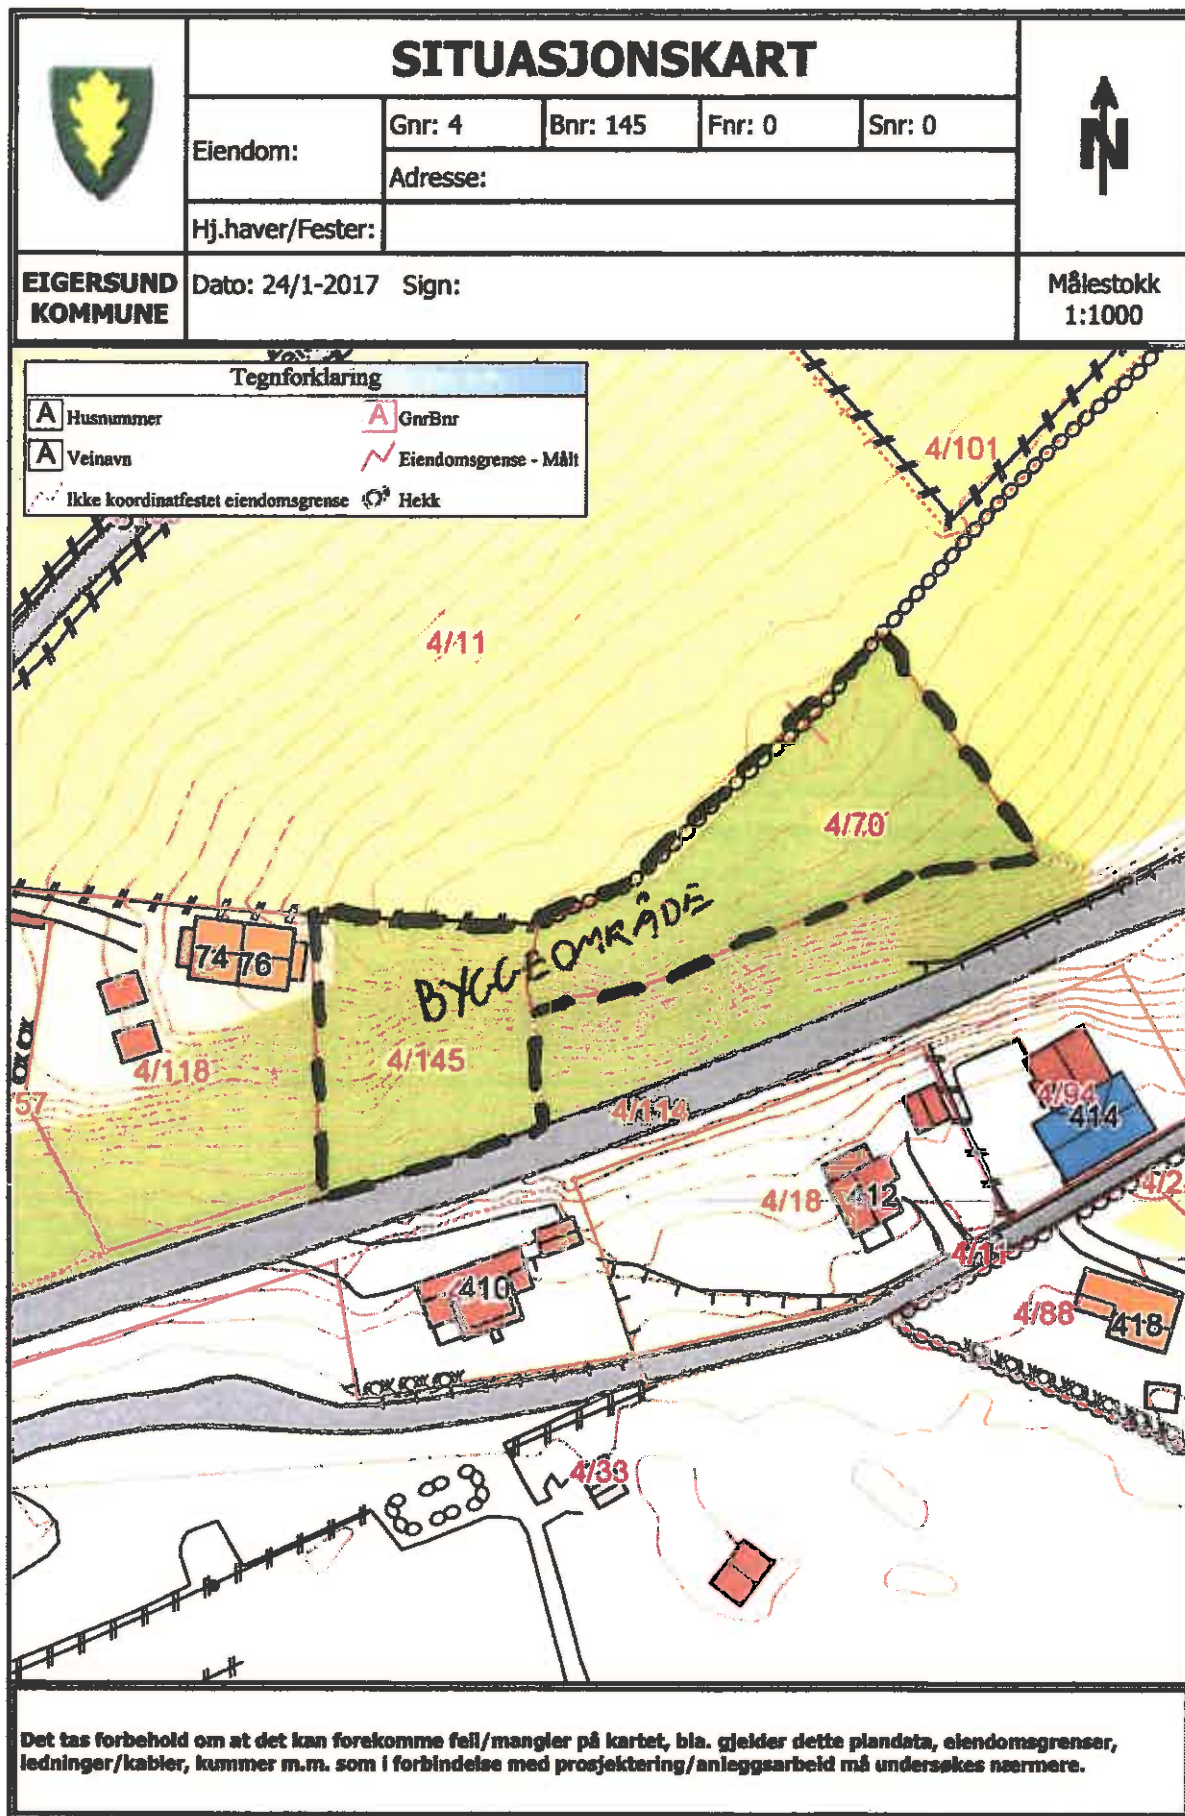 SITUASJONSKART
Eiendom:
Gnr: 4
Bnr: 145
Fnr: 0
Snr: 0
Adresse:
Hj.haver/Fester:
N
EIGERSUND
KOMMUNE
Dato: 24/1-2017 Sign:
Målestokk
1:1000
Tegnforklaring
A Husnummer
A GnrBnr
A Veinavn
Eiendomsgrense - Målt
Ikke koordinatfestet eiendomsgrense
Hekk
4/101
4/11
4/70
BYGGEOMRÅDE
74 76
4/145
4/118
57
4/114
4/94
414
4/18
412
4/2
4/11
410
4/88
418
4/33
Det tas forbehold om at det kan forekomme feil/mangler på kartet, bla. gjelder dette plandata, eiendomsgrenser,
ledninger/kabler, kummer m.m. som i forbindelse med prosjektering/anleggsarbeid må undersøkes nærmere.